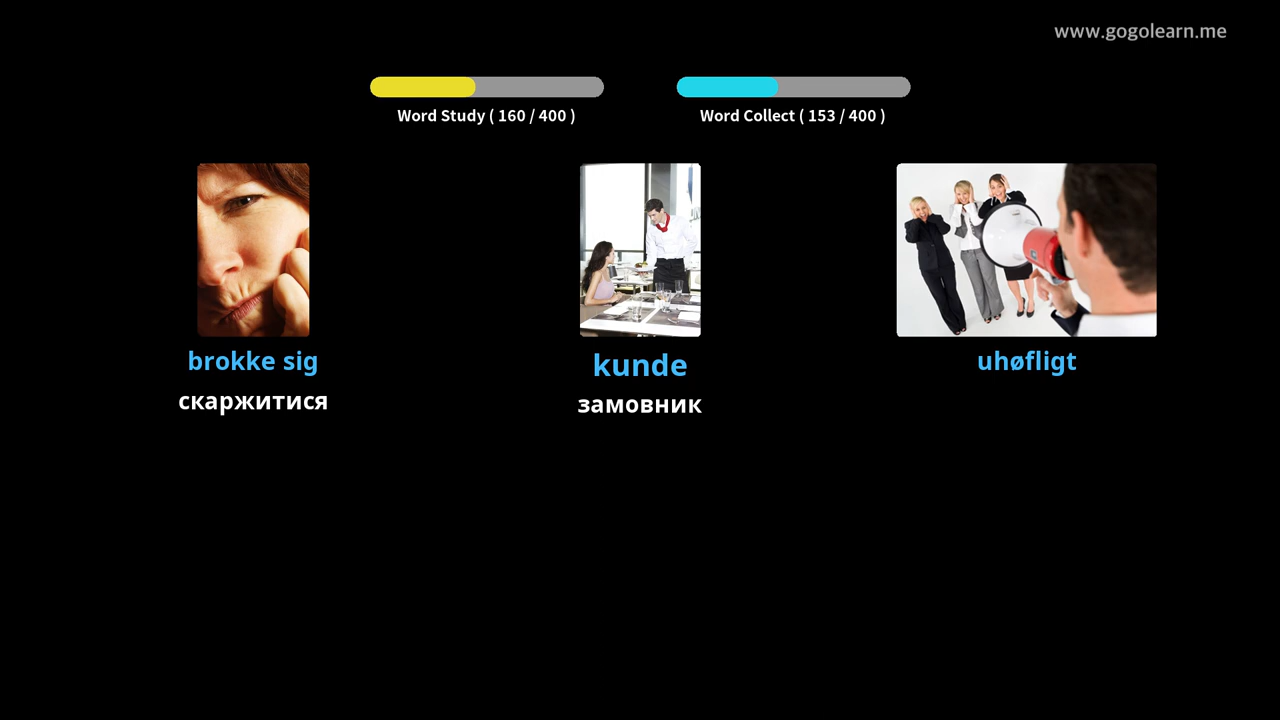 www.gogolearn.me
Word Study ( 160 / 400 )
Word Collect ( 153 / 400 )
brokke sig
kunde
uhøfligt
скаржитися
замовник